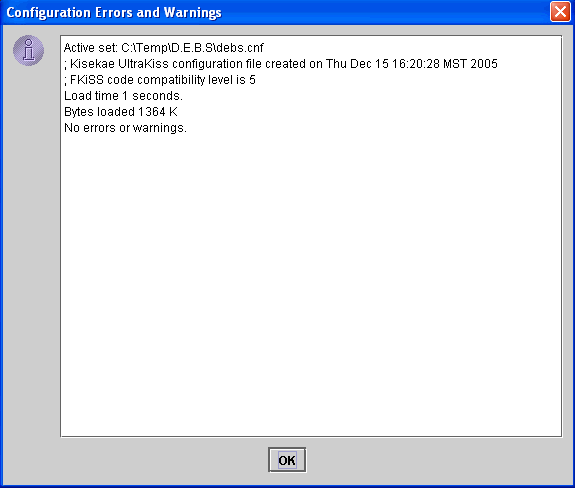 Configuration Errors and Warnings
Active set: C:\Temp\D.E.B.S\debs.cnf
; Kisekae UltraKiss configuration file created on Thu Dec 15 16:20:28 MST 2005
; FKiSS code compatibility level is 5
Load time 1 seconds.
Bytes loaded 1364 K
No errors or warnings.
OK